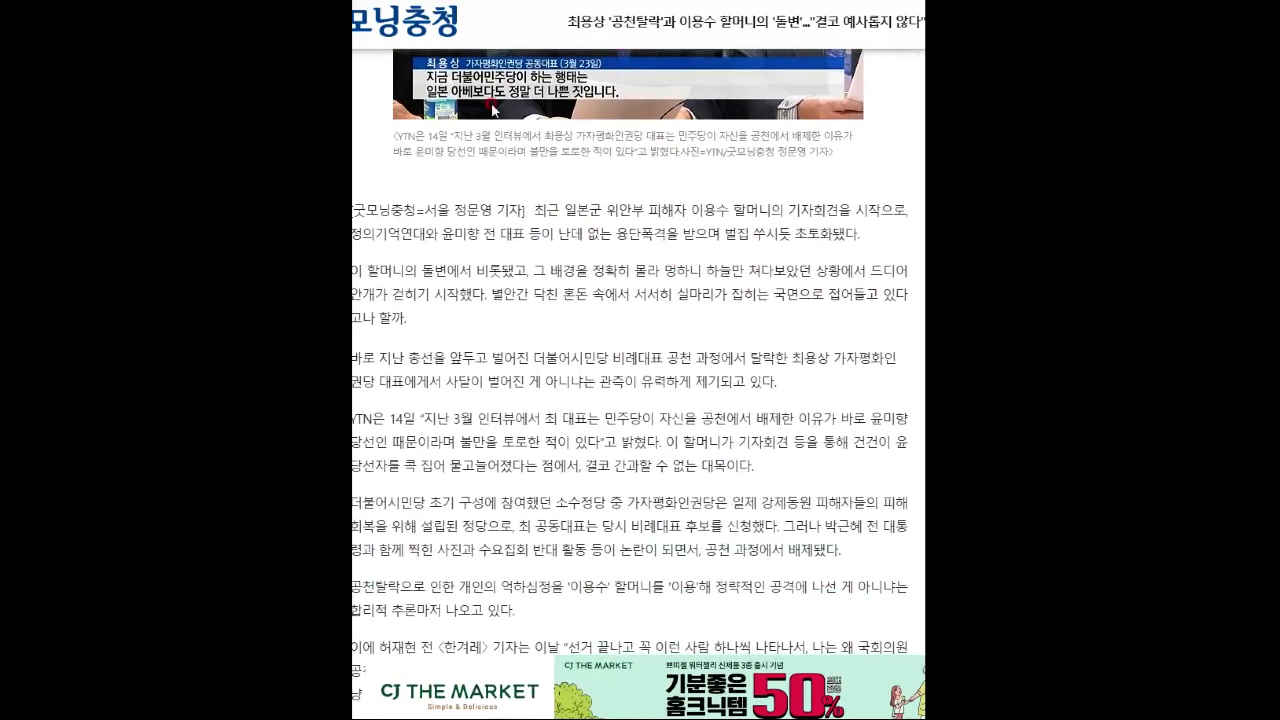 모닝충청
최용상 '공천탈락'과 이용수 할머니의 '돌변'..."결코 예사롭지 않다"
최용상 가자평화인권당 공동대표 (3월 23일)
지금 더불어민주당이 하는 행태는
일본 아베보다도 정말 더 나쁜 짓입니다.
<YTN은 14일 “지난 3월 인터뷰에서 최용상 가자평화인권당 대표는 민주당이 자신을 공천에서 배제한 이유가
바로 윤미향 당선인 때문이라며 불만을 토로한 적이 있다”고 밝혔다.사진=YTN/굿모닝충청 정문영 기자>
[굿모닝충청=서울 정문영 기자] 최근 일본군 위안부 피해자 이용수 할머니의 기자회견을 시작으로,
정의기억연대와 윤미향 전 대표 등이 난데 없는 융단폭격을 받으며 벌집 쑤시듯 초토화됐다.
이 할머니의 돌변에서 비롯됐고, 그 배경을 정확히 몰라 멍하니 하늘만 쳐다보았던 상황에서 드디어
안개가 걷히기 시작했다. 별안간 닥친 혼돈 속에서 서서히 실마리가 잡히는 국면으로 접어들고 있다
고나 할까.
바로 지난 총선을 앞두고 벌어진 더불어시민당 비례대표 공천 과정에서 탈락한 최용상 가자평화인
권당 대표에게서 사달이 벌어진 게 아니냐는 관측이 유력하게 제기되고 있다.
YTN은 14일 “지난 3월 인터뷰에서 최 대표는 민주당이 자신을 공천에서 배제한 이유가 바로 윤미향
당선인 때문이라며 불만을 토로한 적이 있다”고 밝혔다. 이 할머니가 기자회견 등을 통해 건건이 윤
당선자를 콕 집어 물고늘어졌다는 점에서, 결코 간과할 수 없는 대목이다.
더불어시민당 초기 구성에 참여했던 소수정당 중 가자평화인권당은 일제 강제동원 피해자들의 피해
회복을 위해 설립된 정당으로, 최 공동대표는 당시 비례대표 후보를 신청했다. 그러나 박근혜 전 대통
령과 함께 찍힌 사진과 수요집회 반대 활동 등이 논란이 되면서, 공천 과정에서 배제됐다.
공천탈락으로 인한 개인의 억하심정을 '이용수' 할머니를 '이용'해 정략적인 공격에 나선 게 아니냐는
합리적 추론마저 나오고 있다.
이에 허재현 전 <한겨레> 기자는 이날 “선거 끝나고 꼭 이런 사람 하나씩 나타나서, 나는 왜 국회의원
공
냥
CJ THE MARKET
Simple & Delicious
CJ THE MARKET
쁘띠첼 워터젤리 신제품 3종 출시 기념
기분좋은
홈크닉템
50%